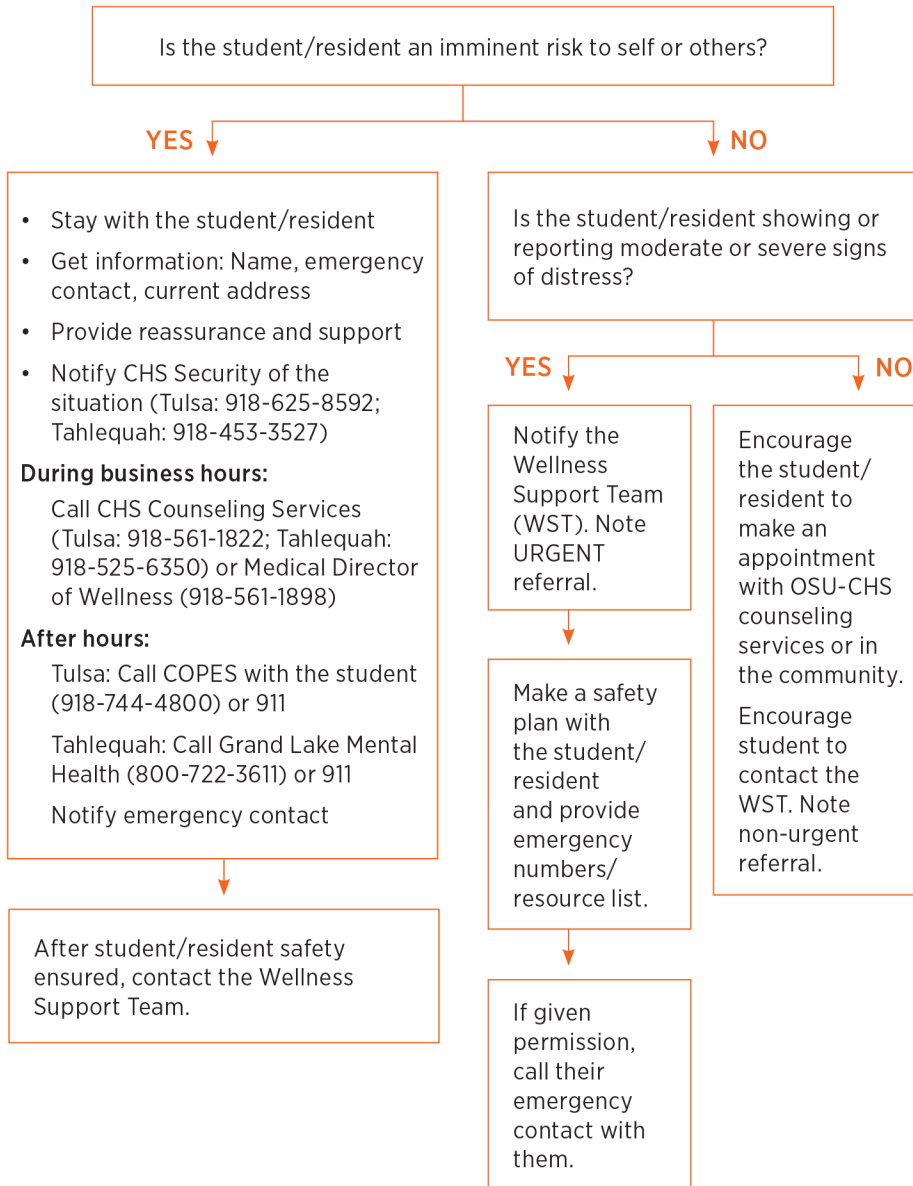 Is the student/resident an imminent risk to self or others?
YES
NO
• Stay with the student/resident
• Get information: Name, emergency
contact, current address
• Provide reassurance and support
• Notify CHS Security of the
situation (Tulsa: 918-625-8592;
Tahlequah: 918-453-3527)
During business hours:
Call CHS Counseling Services
(Tulsa: 918-561-1822; Tahlequah:
918-525-6350) or Medical Director
of Wellness (918-561-1898)
After hours:
Tulsa: Call COPES with the student
(918-744-4800) or 911
Tahlequah: Call Grand Lake Mental
Health (800-722-3611) or 911
Notify emergency contact
After student/resident safety
ensured, contact the Wellness
Support Team.
Is the student/resident showing or
reporting moderate or severe signs
of distress?
YES
NO
Notify the
Wellness
Support Team
(WST). Note
URGENT
referral.
Make a safety
plan with
the student/
resident
and provide
emergency
numbers/
resource list.
If given
permission,
call their
emergency
contact with
them.
Encourage
the student/
resident to
make an
appointment
with OSU-CHS
counseling
services or in
the community.
Encourage
student to
contact the
WST. Note
non-urgent
referral.